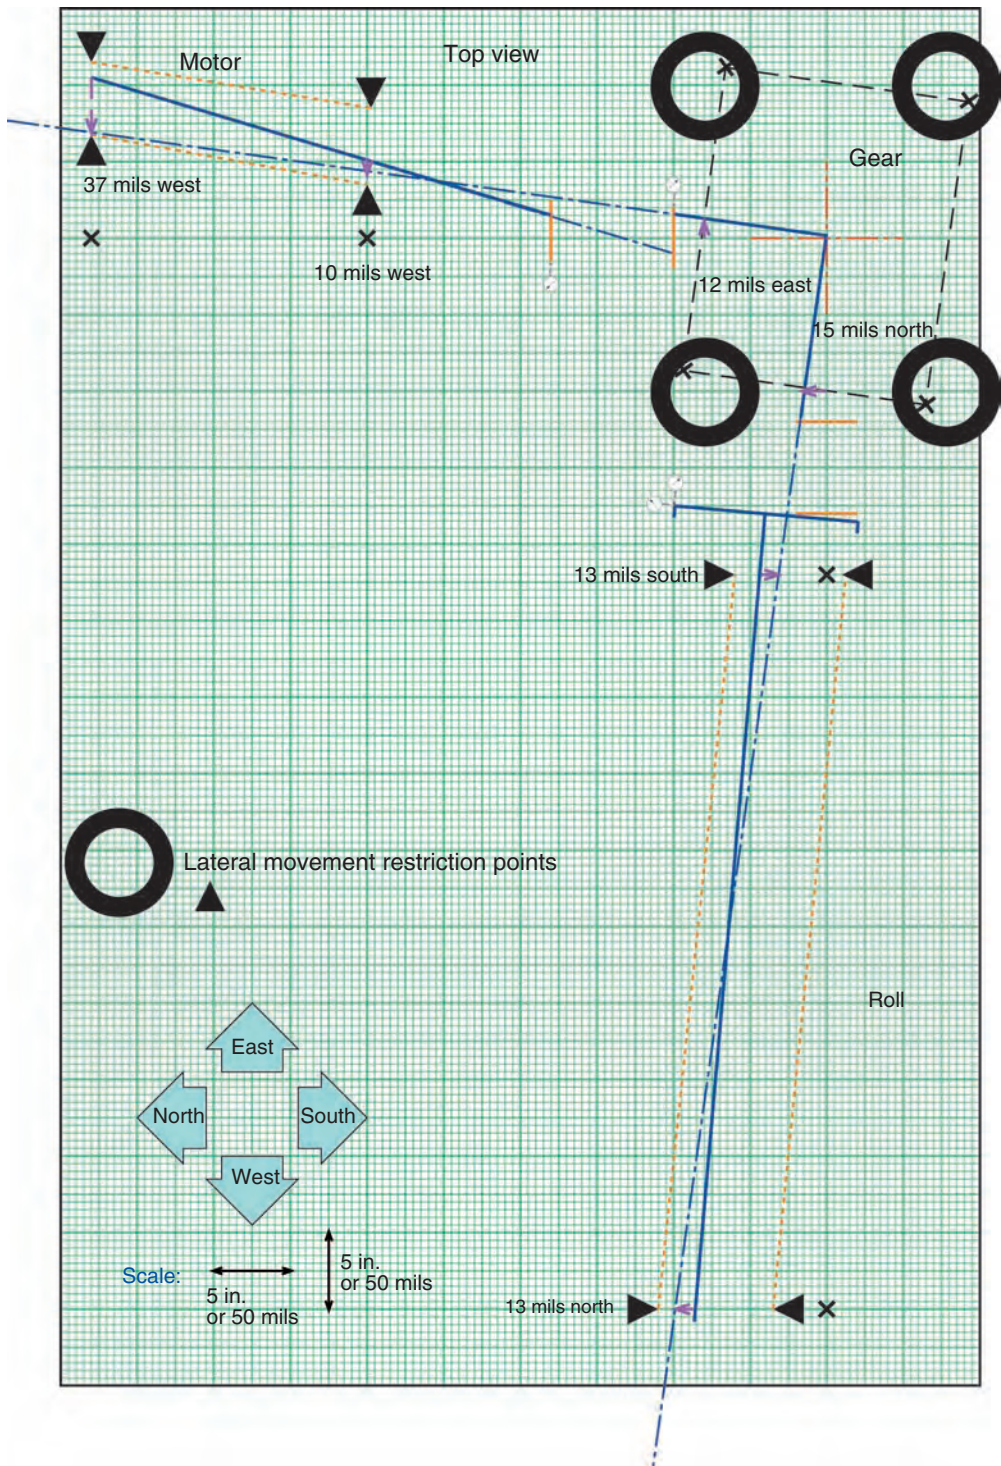 Top view
Motor
Gear
37 mils west
10 mils west
12 mils east
15 mils north
13 mils south
Lateral movement restriction points
Roll
East
North
South
West
Scale:
5 in.
or 50 mils
5 in.
or 50 mils
13 mils north